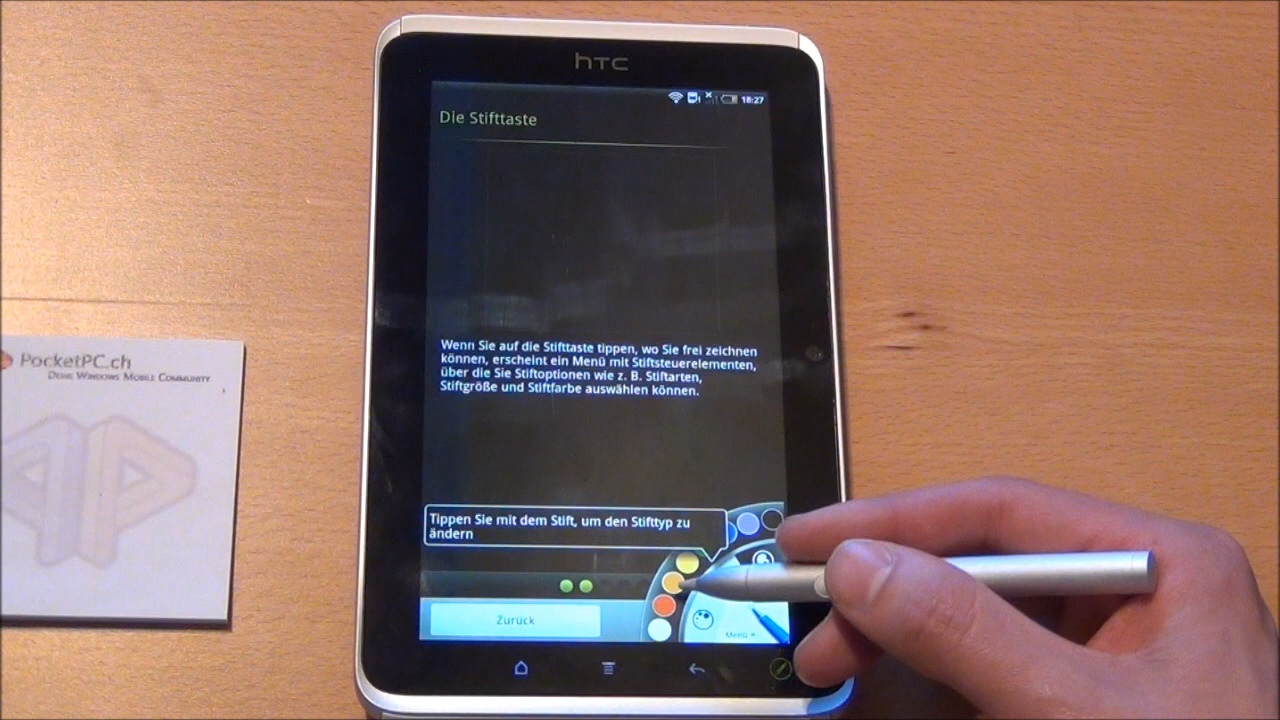 hTC
18:27
Die Stifttaste
Wenn Sie auf die Stifttaste tippen, wo Sie frei zeichnen
können, erscheint ein Menü mit Stiftsteuerelementen,
über die Sie Stiftoptionen wie z. B. Stiftarten,
Stiftgröße und Stiftfarbe auswählen können.
Tippen Sie mit dem Stift, um den Stifttyp zu
ändern
Zurück
Menü
PocketPC.ch
Deine Windows Mobile Community